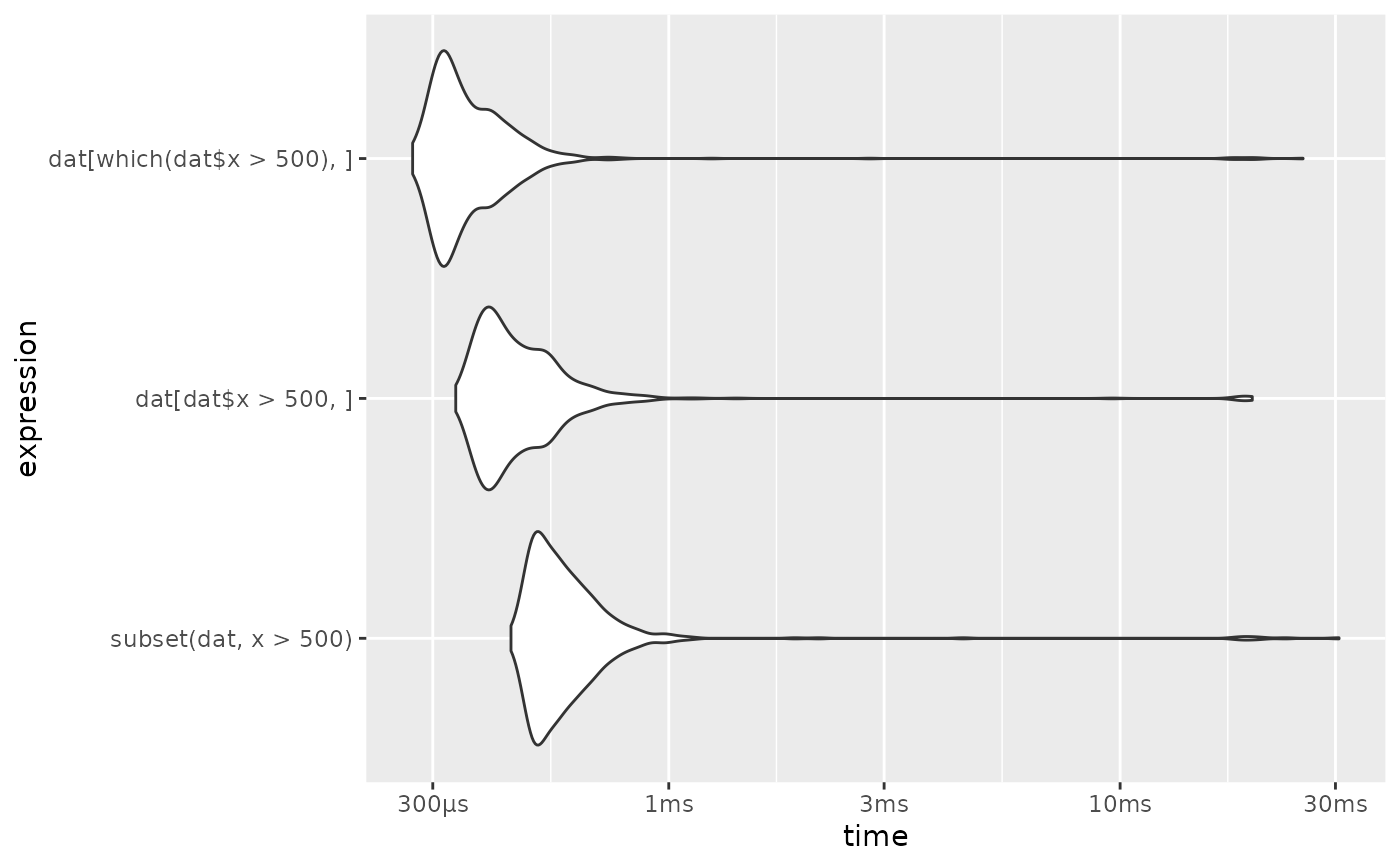 dat[which(dat$x > 500), ]
dat[dat$x > 500, ]
subset(dat, x > 500)
expression
300µs 1ms 3ms 10ms 30ms
time